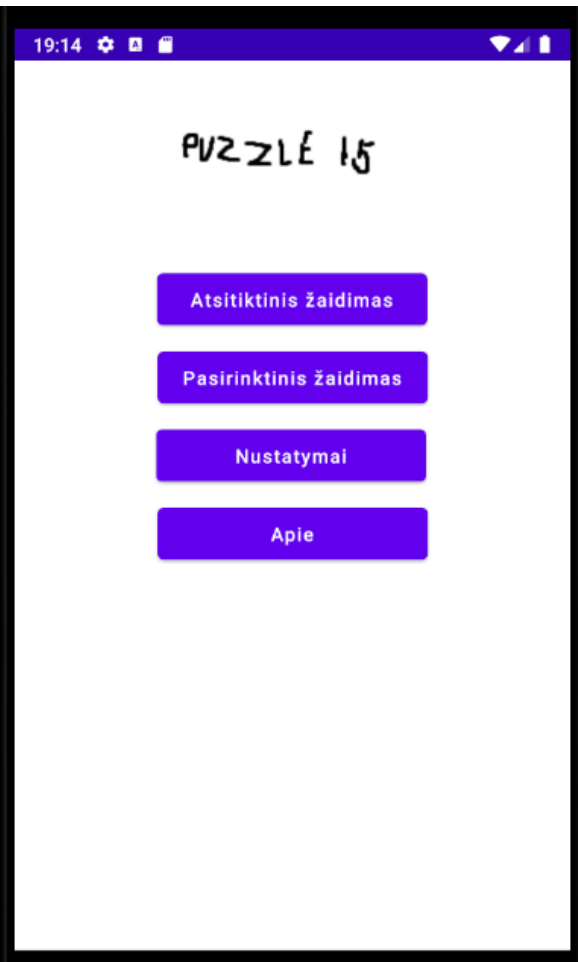 19:14
PUZZLE 15
Atsitiktinis žaidimas
Pasirinktinis žaidimas
Nustatymai
Apie